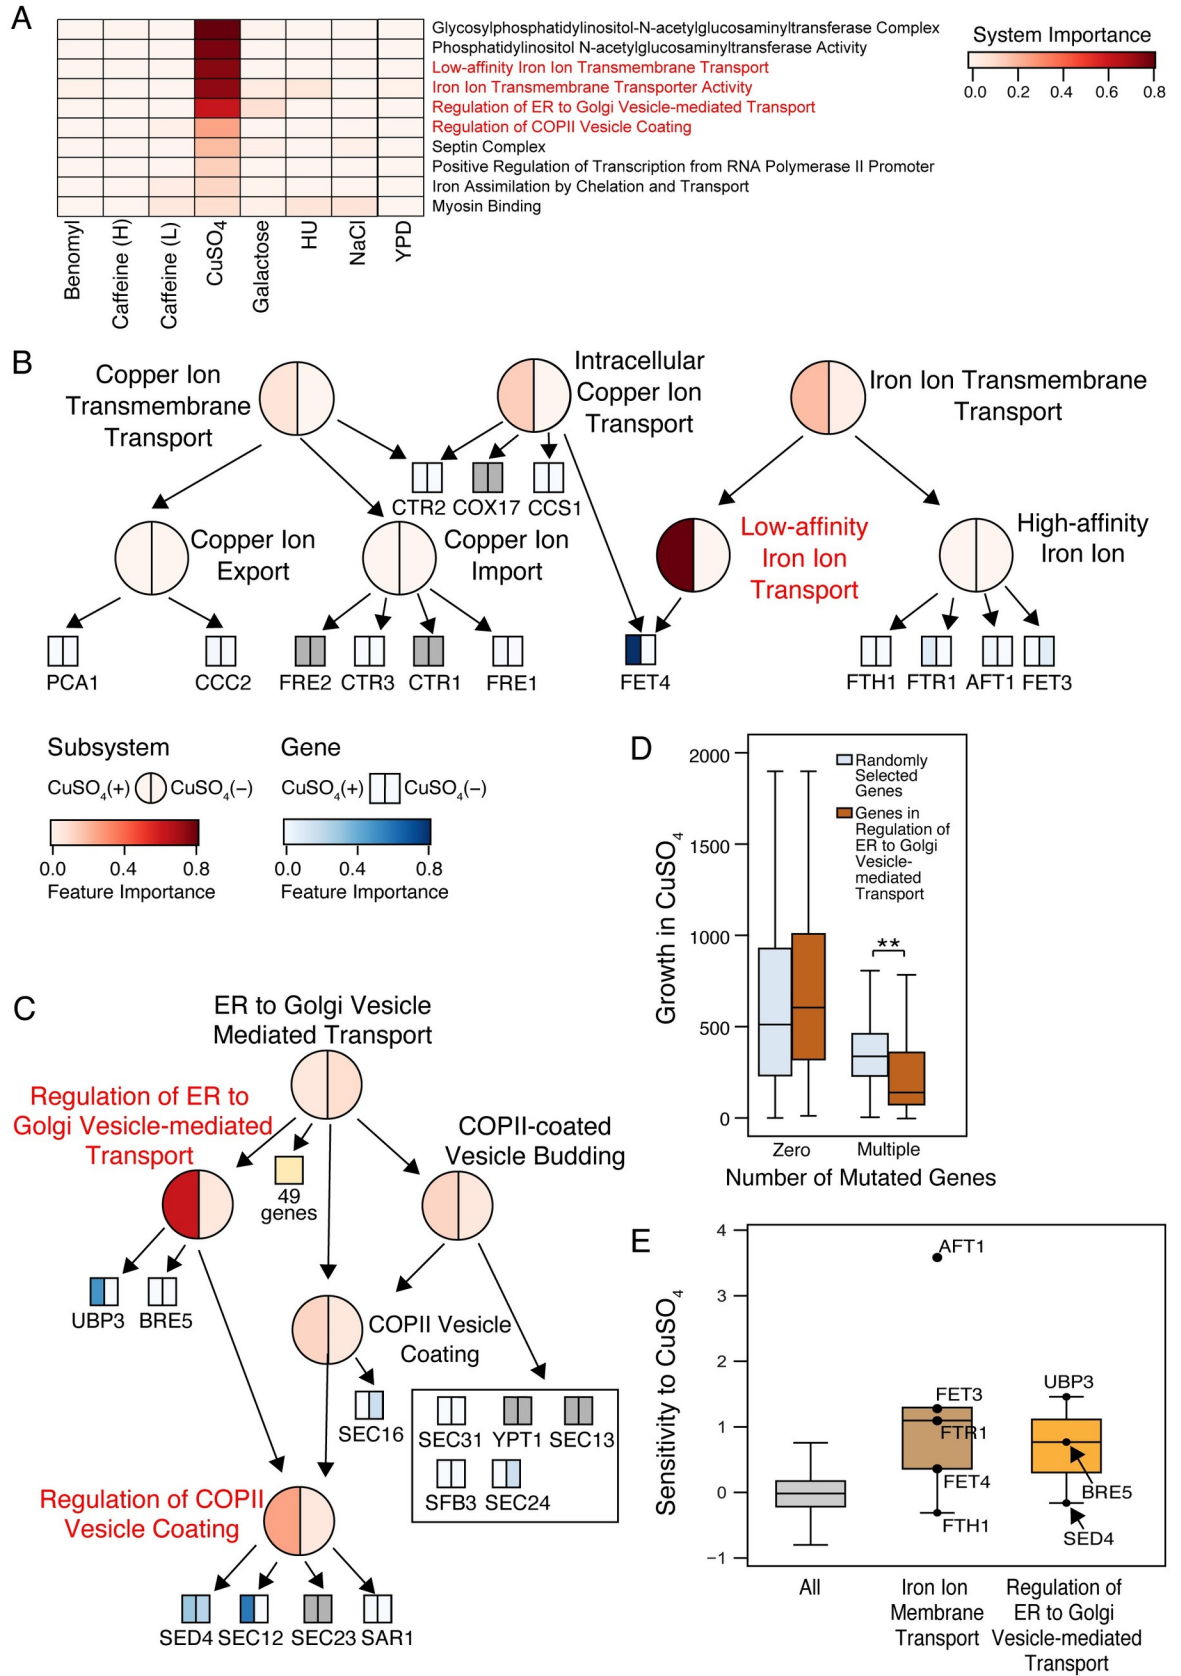 A
Glycosylphosphatidylinositol-N-acetylglucosaminyltransferase Complex
Phosphatidylinositol N-acetylglucosaminyltransferase Activity
Low-affinity Iron Ion Transmembrane Transport
Iron Ion Transmembrane Transporter Activity
Regulation of ER to Golgi Vesicle-mediated Transport
Regulation of COPII Vesicle Coating
Septin Complex
Positive Regulation of Transcription from RNA Polymerase II Promoter
Iron Assimilation by Chelation and Transport
Myosin Binding
System Importance
0.0 0.2 0.4 0.6 0.8
Benomyl
Caffeine (H)
Caffeine (L)
CuSO4
Galactose
HU
NaCl
YPD
B
Copper Ion
Transmembrane
Transport
Intracellular
Copper Ion
Transport
Iron Ion Transmembrane
Transport
CTR2 COX17 CCS1
Copper Ion
Export
Copper Ion
Import
Low-affinity
Iron Ion
Transport
High-affinity
Iron Ion
PCA1 CCC2 FRE2 CTR3 CTR1 FRE1 FET4 FTH1 FTR1 AFT1 FET3
Subsystem
CuSO4(+) CuSO4(−)
0.0 0.4 0.8
Feature Importance
Gene
CuSO4(+) CuSO4(−)
0.0 0.4 0.8
Feature Importance
C
ER to Golgi Vesicle
Mediated Transport
Regulation of ER to
Golgi Vesicle-mediated
Transport
49
genes
COPII-coated
Vesicle Budding
UBP3 BRE5
COPII Vesicle
Coating
SEC16
SEC31 YPT1 SEC13
SFB3 SEC24
Regulation of COPII
Vesicle Coating
SED4 SEC12 SEC23 SAR1
D
Growth in CuSO4
2000
1500
1000
500
0
Randomly
Selected
Genes
Genes in
Regulation of
ER to Golgi
Vesicle-
mediated
Transport
**
Zero Multiple
Number of Mutated Genes
E
Sensitivity to CuSO4
4
3
2
1
0
−1
AFT1
FET3
FTR1
FET4
FTH1
UBP3
BRE5
SED4
All
Iron Ion
Membrane
Transport
Regulation of
ER to Golgi
Vesicle-mediated
Transport